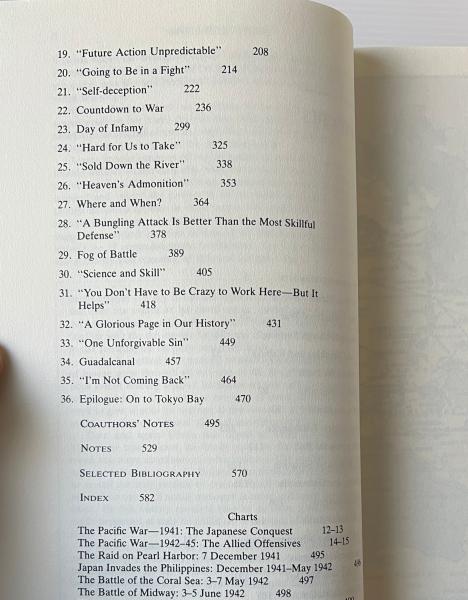 19. “Future Action Unpredictable” 208
20. “Going to Be in a Fight” 214
21. “Self-deception” 222
22. Countdown to War 236
23. Day of Infamy 299
24. “Hard for Us to Take” 325
25. “Sold Down the River” 338
26. “Heaven’s Admonition” 353
27. Where and When? 364
28. “A Bungling Attack Is Better Than the Most Skillful
Defense” 378
29. Fog of Battle 389
30. “Science and Skill” 405
31. “You Don’t Have to Be Crazy to Work Here—But It
Helps” 418
32. “A Glorious Page in Our History” 431
33. “One Unforgivable Sin” 449
34. Guadalcanal 457
35. “I’m Not Coming Back” 464
36. Epilogue: On to Tokyo Bay 470
COAUTHORS’ NOTES 495
NOTES 529
SELECTED BIBLIOGRAPHY 570
INDEX 582
Charts
The Pacific War—1941: The Japanese Conquest 12–13
The Pacific War—1942–45: The Allied Offensives 14–15
The Raid on Pearl Harbor: 7 December 1941 495
Japan Invades the Philippines: December 1941–May 1942
The Battle of the Coral Sea: 3–7 May 1942 497
The Battle of Midway: 3–5 June 1942 498